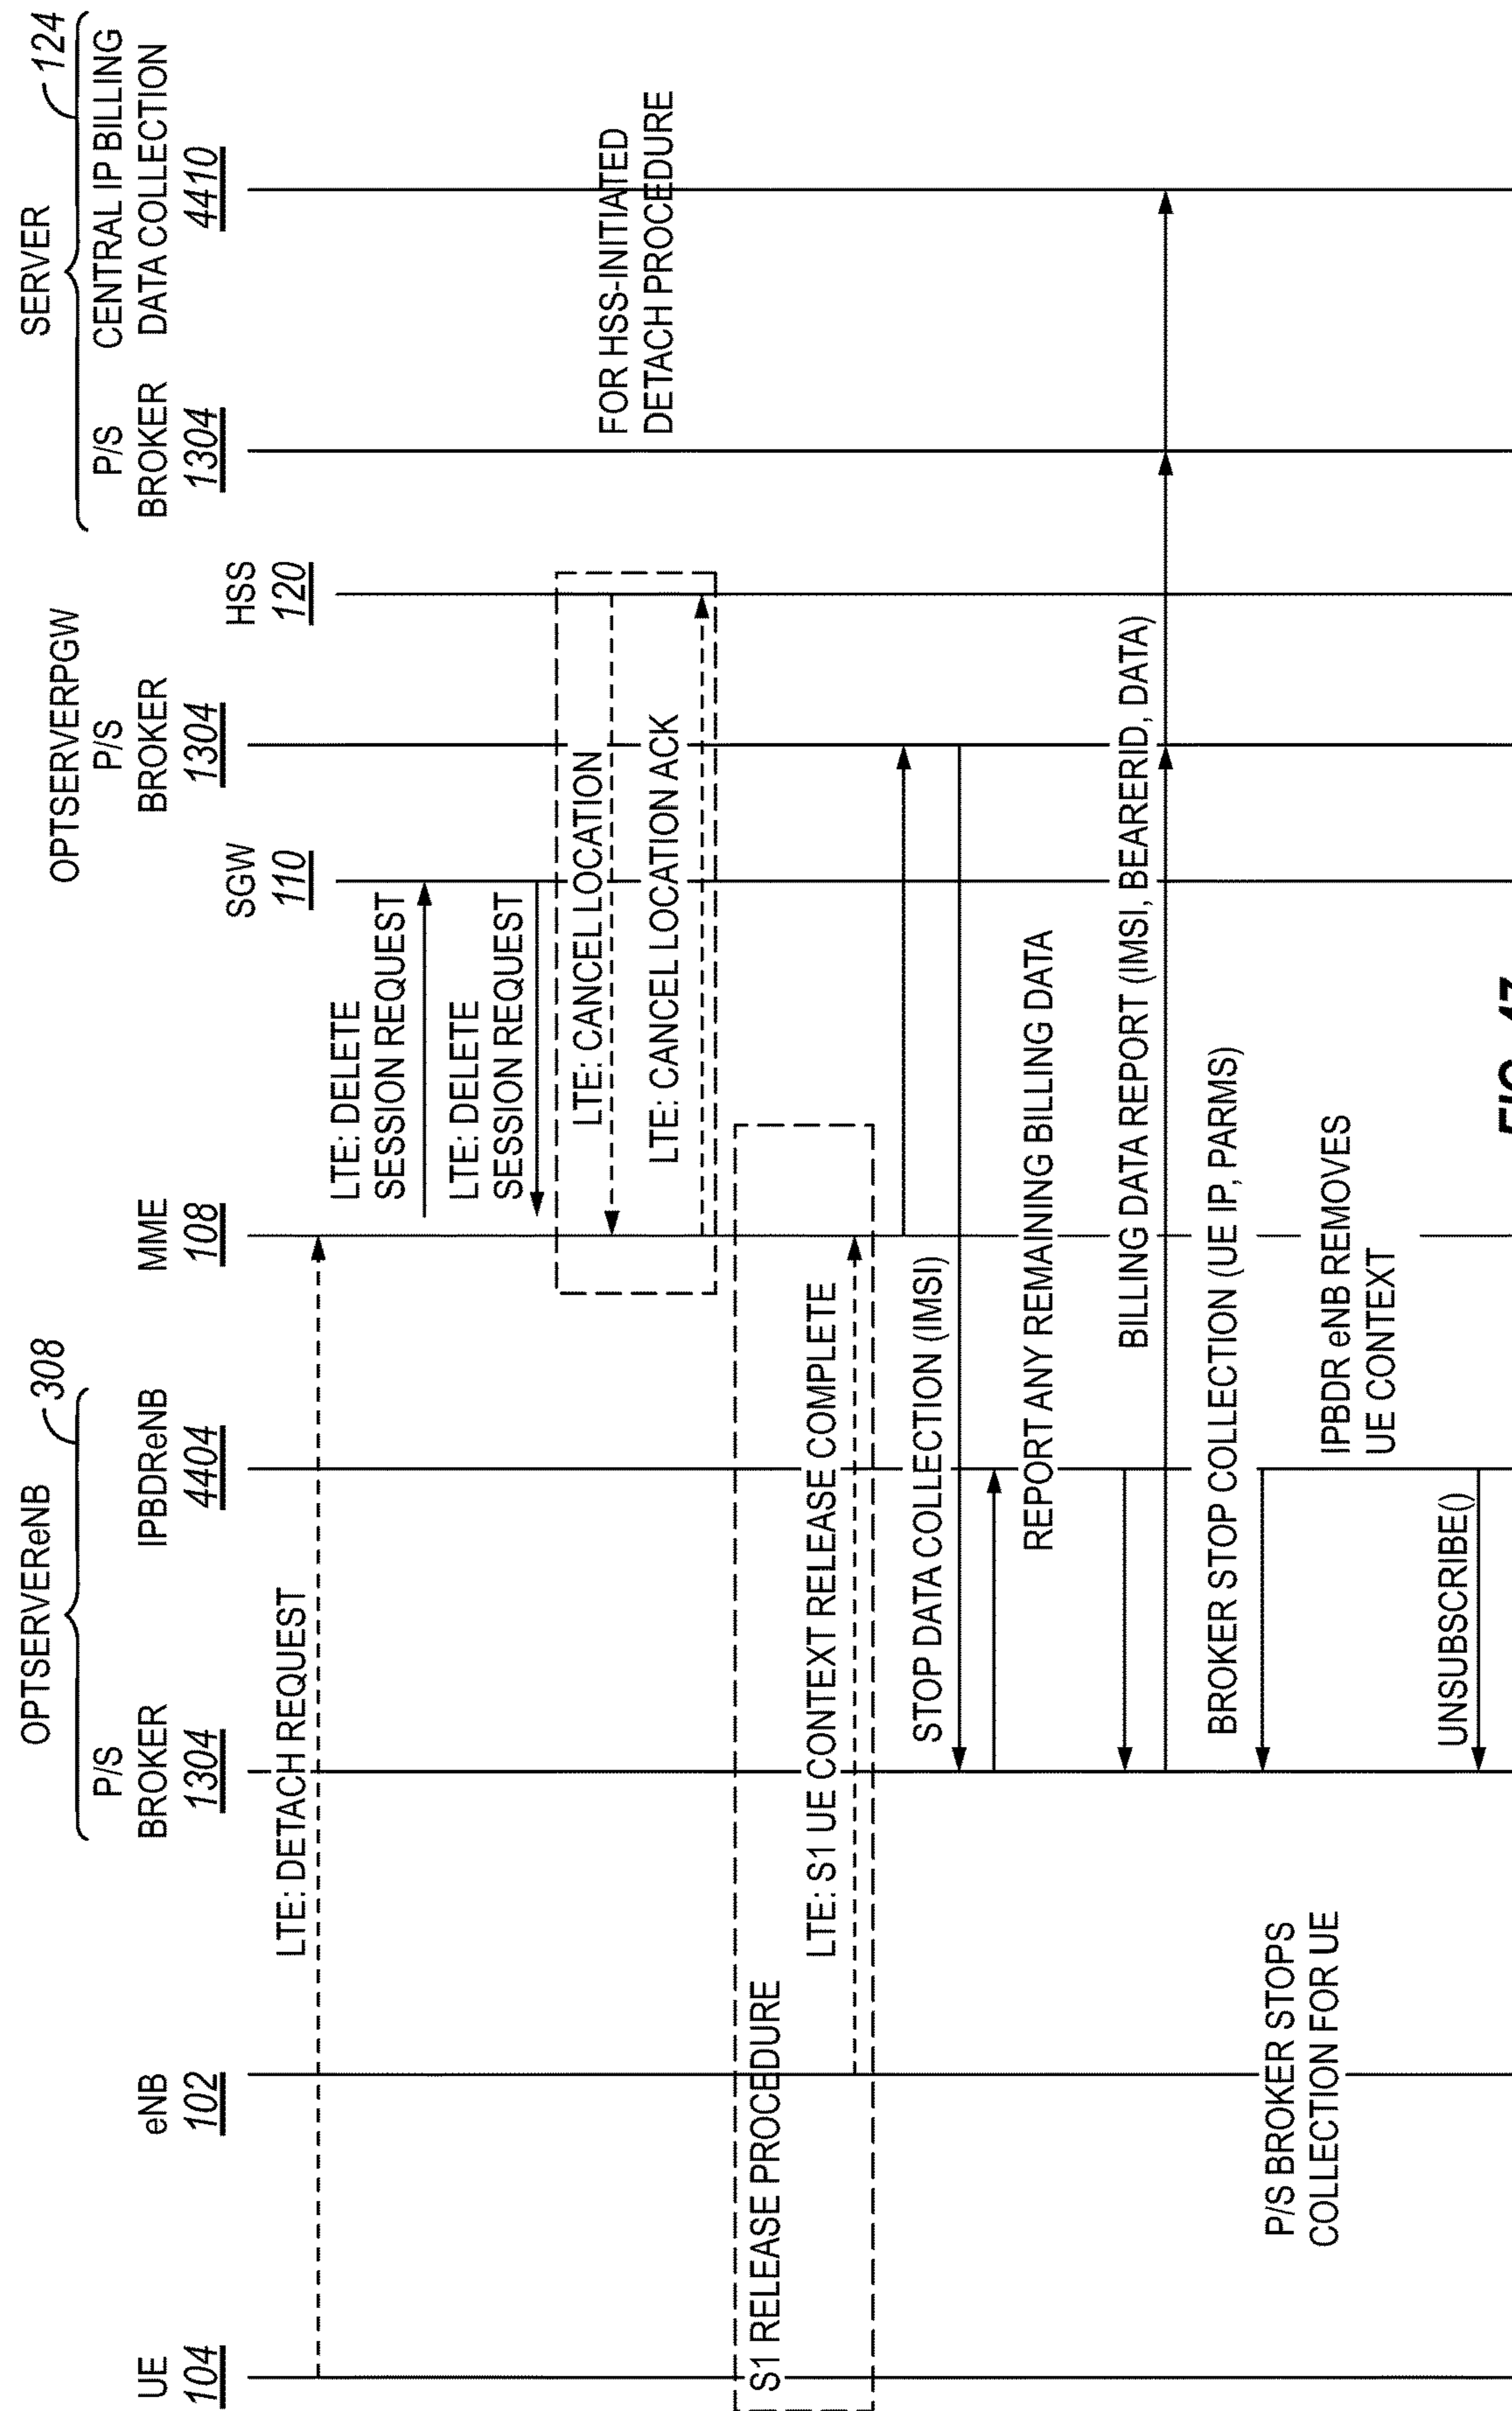 OPTSERVEReNB
308
OPTSERVERPGW
SERVER
124
UE
104
eNB
102
P/S
BROKER
1304
IPBDReNB
4404
MME
108
SGW
110
P/S
BROKER
1304
HSS
120
P/S
BROKER
1304
CENTRAL IP BILLING
DATA COLLECTION
4410
LTE: DETACH REQUEST
LTE: DELETE
SESSION REQUEST
LTE: DELETE
SESSION REQUEST
LTE: CANCEL LOCATION
FOR HSS-INITIATED
DETACH PROCEDURE
LTE: CANCEL LOCATION ACK
S1 RELEASE PROCEDURE
LTE: S1 UE CONTEXT RELEASE COMPLETE
STOP DATA COLLECTION (IMSI)
REPORT ANY REMAINING BILLING DATA
BILLING DATA REPORT (IMSI, BEARERID, DATA)
BROKER STOP COLLECTION (UE IP, PARMS)
P/S BROKER STOPS
COLLECTION FOR UE
IPBDR eNB REMOVES
UE CONTEXT
UNSUBSCRIBE()
FIG. 47